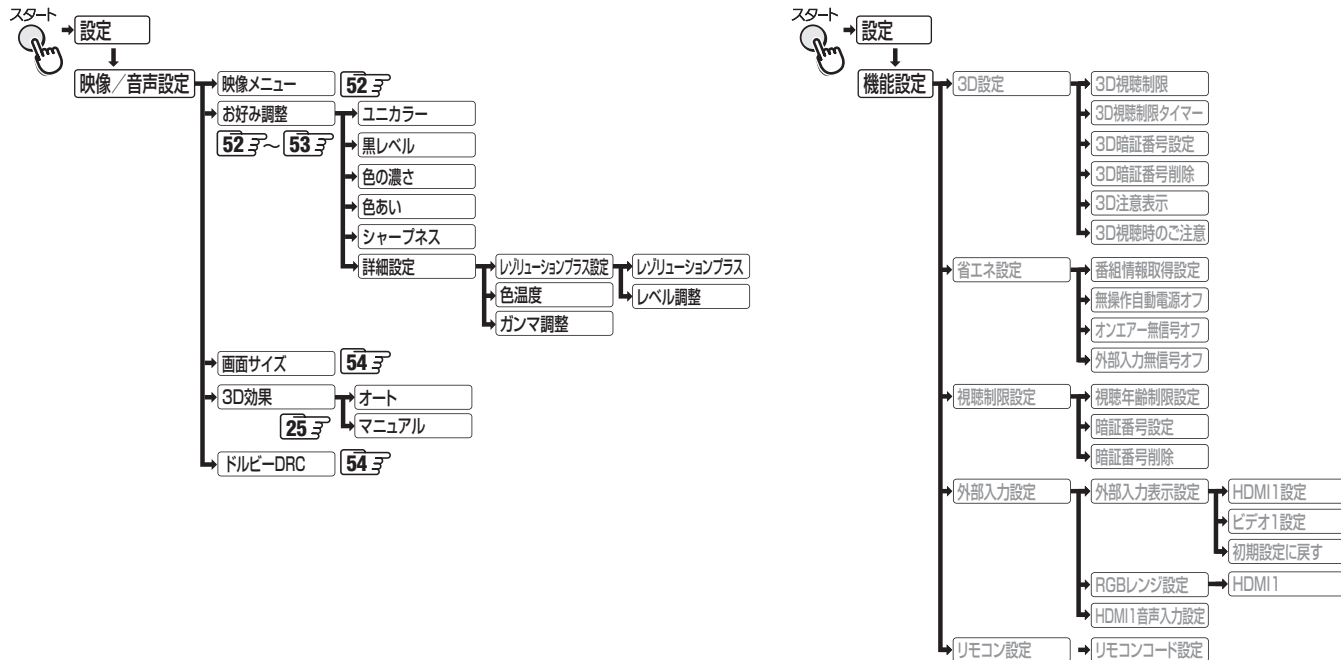 スタート
設定
映像／音声設定
映像メニュー
52
お好み調整
52 ～ 53
ユニカラー
黒レベル
色の濃さ
色あい
シャープネス
詳細設定
レゾリューションプラス設定
レゾリューションプラス
レベル調整
色温度
ガンマ調整
画面サイズ
54
3D効果
25
オート
マニュアル
ドルビーDRC
54
スタート
設定
機能設定
3D設定
3D視聴制限
3D視聴制限タイマー
3D暗証番号設定
3D暗証番号削除
3D注意表示
3D視聴時のご注意
省エネ設定
番組情報取得設定
無操作自動電源オフ
オンエアー無信号オフ
外部入力無信号オフ
視聴制限設定
視聴年齢制限設定
暗証番号設定
暗証番号削除
外部入力設定
外部入力表示設定
HDMI1設定
ビデオ1設定
初期設定に戻す
RGBレンジ設定
HDMI1
HDMI1音声入力設定
リモコン設定
リモコンコード設定